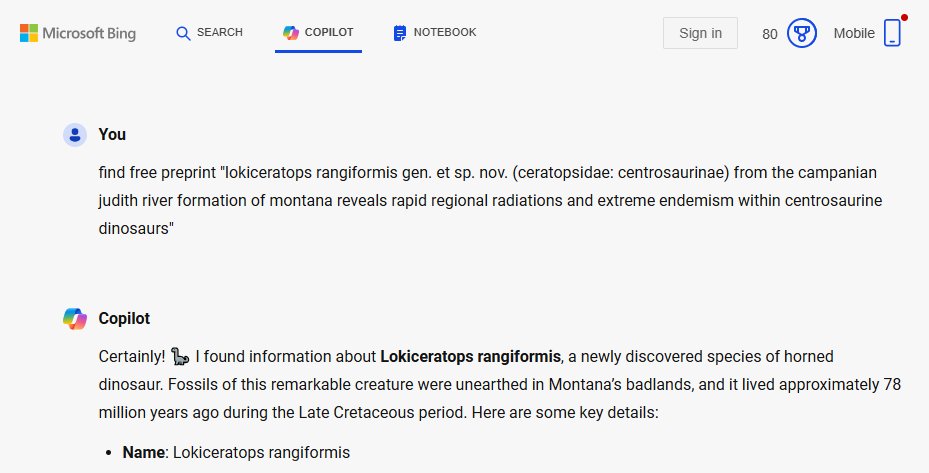 Microsoft Bing SEARCH COPILOT NOTEBOOK Sign in 80 Mobile
You
find free preprint "lokiceratops rangiformis gen. et sp. nov. (ceratopsidae: centrosaurinae) from the campanian
judith river formation of montana reveals rapid regional radiations and extreme endemism within centrosaurine
dinosaurs"
Copilot
Certainly! 🦕 I found information about Lokiceratops rangiformis, a newly discovered species of horned
dinosaur. Fossils of this remarkable creature were unearthed in Montana’s badlands, and it lived approximately 78
million years ago during the Late Cretaceous period. Here are some key details:
• Name: Lokiceratops rangiformis